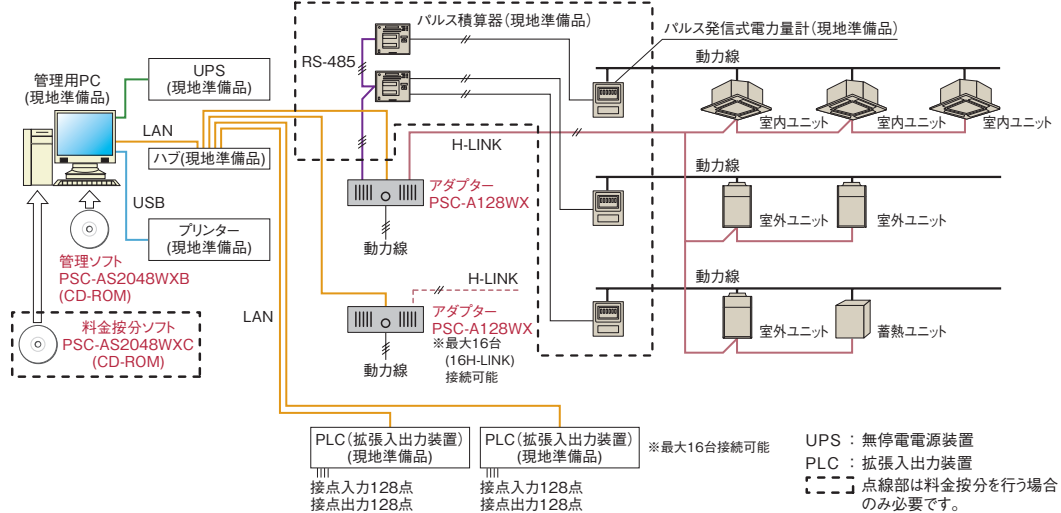 パルス積算器(現地準備品)
パルス発信式電力量計(現地準備品)
RS-485
動力線
UPS
(現地準備品)
管理用PC
(現地準備品)
LAN
室内ユニット
室内ユニット
室内ユニット
ハブ(現地準備品)
H-LINK
アダプター
PSC-A128WX
動力線
USB
プリンター
(現地準備品)
動力線
室外ユニット
室外ユニット
管理ソフト
PSC-AS2048WXB
(CD-ROM)
H-LINK
動力線
LAN
アダプター
PSC-A128WX
※最大16台
(16H-LINK)
接続可能
動力線
室外ユニット
蓄熱ユニット
料金按分ソフト
PSC-AS2048WXC
(CD-ROM)
PLC(拡張入出力装置)
(現地準備品)
接点入力128点
接点出力128点
PLC(拡張入出力装置)
(現地準備品)
接点入力128点
接点出力128点
※最大16台接続可能
UPS : 無停電電源装置
PLC : 拡張入出力装置
点線部は料金按分を行う場合
のみ必要です。